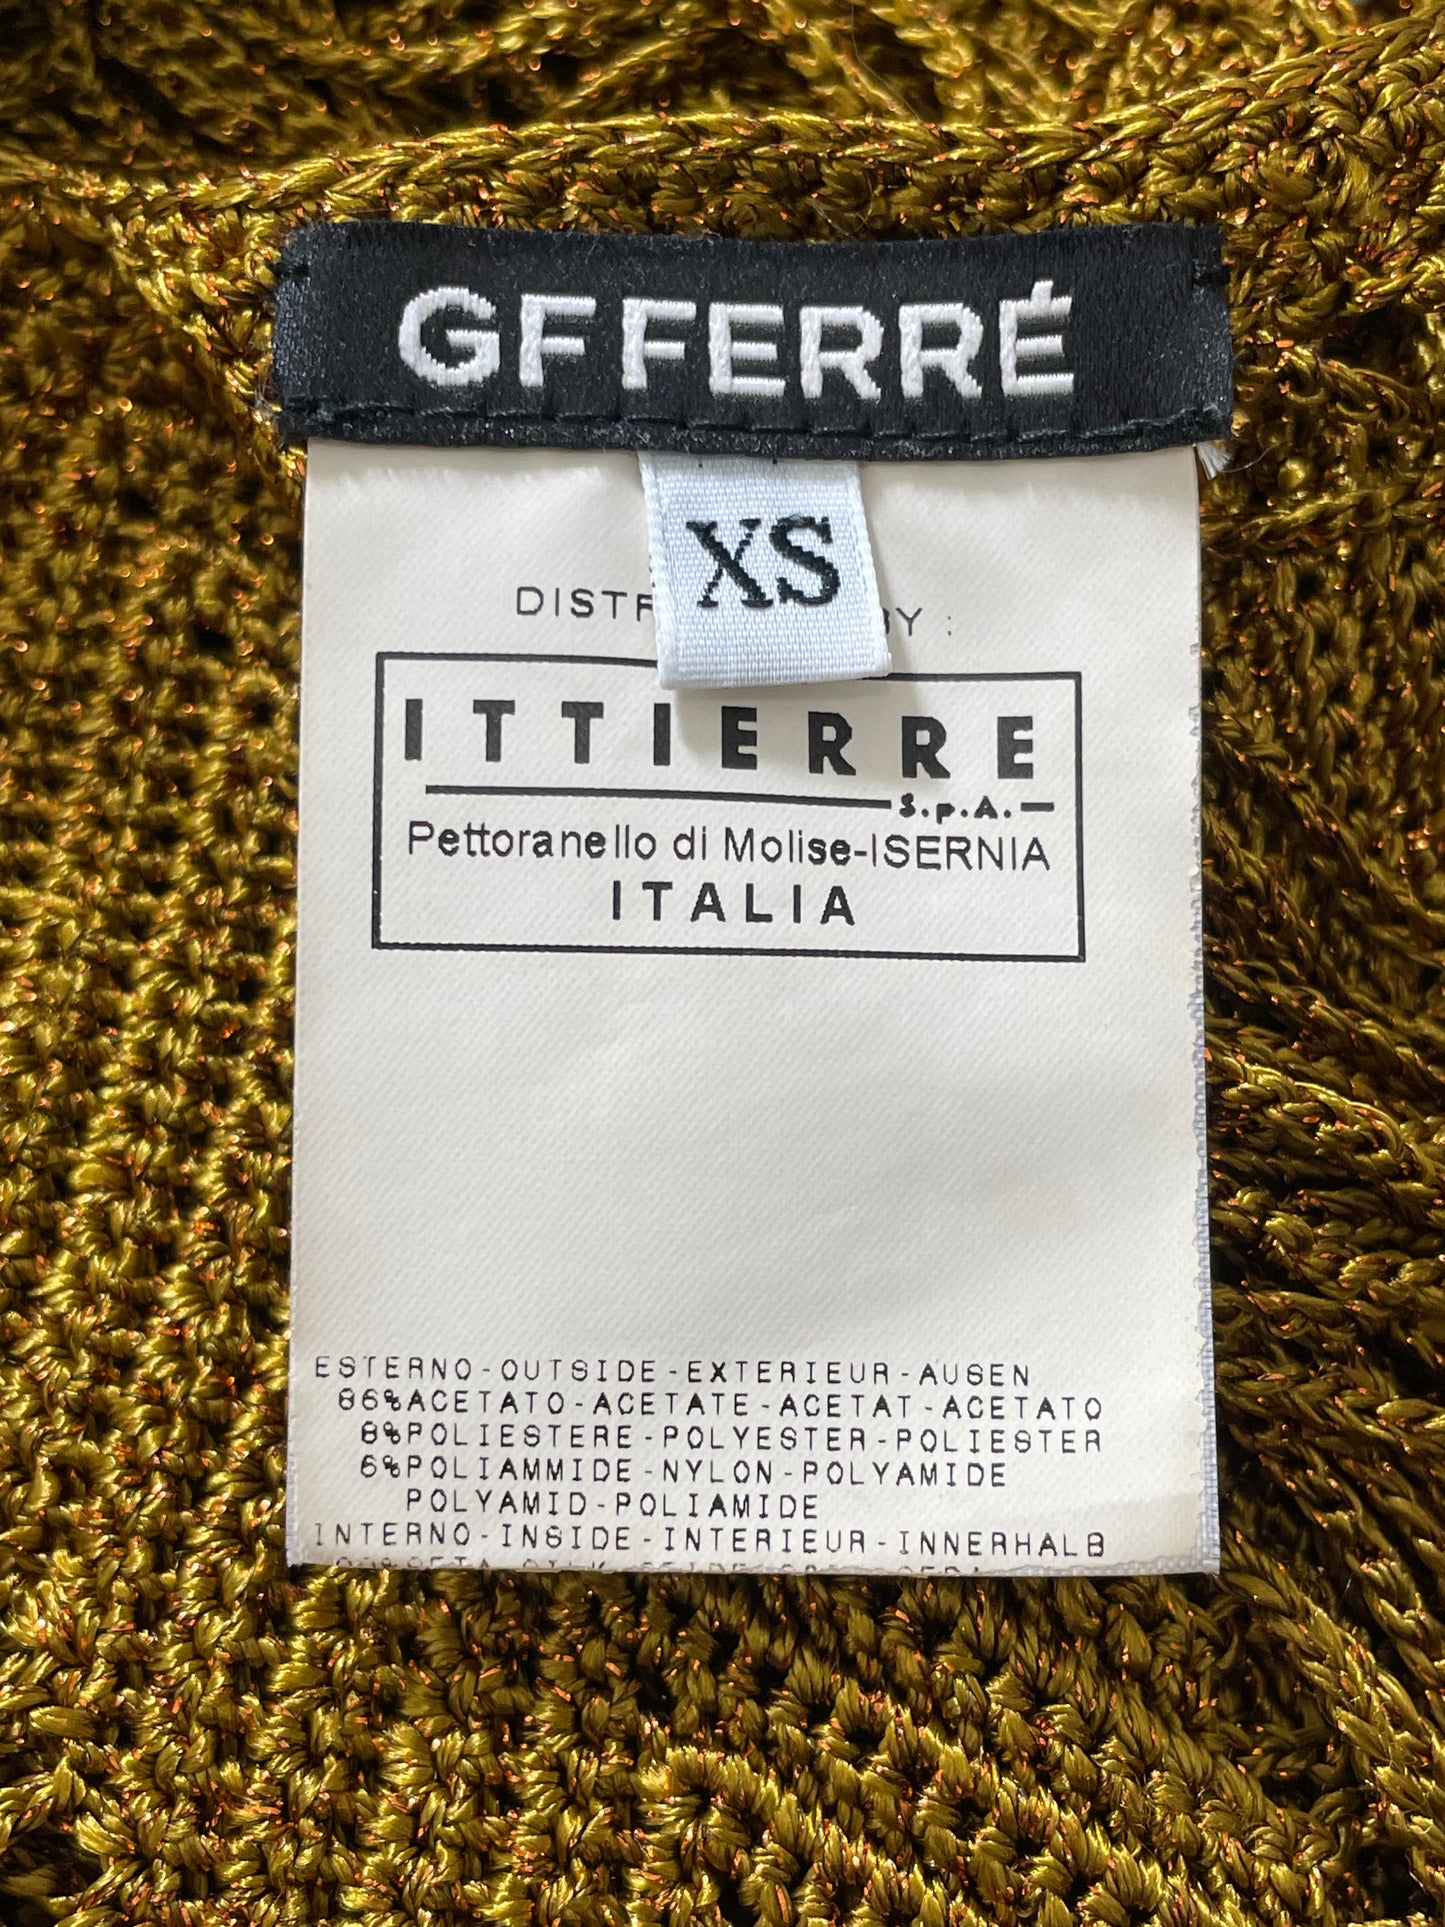 GFFERRÉ
XS
BY :
ITTIERRE
S.p.A.
Pettoranello di Molise-ISERNIA
ITALIA
ESTERNO-OUTSIDE-EXTERIEUR-AUSEN
86%ACETATO-ACETATE-ACETAT-ACETATO
8%POLIESTERE-POLYESTER-POLIESTER
6%POLIAMMIDE-NYLON-POLYAMIDE
POLYAMID-POLIAMIDE
INTERNO-INSIDE-INTERIEUR-INNERHALB